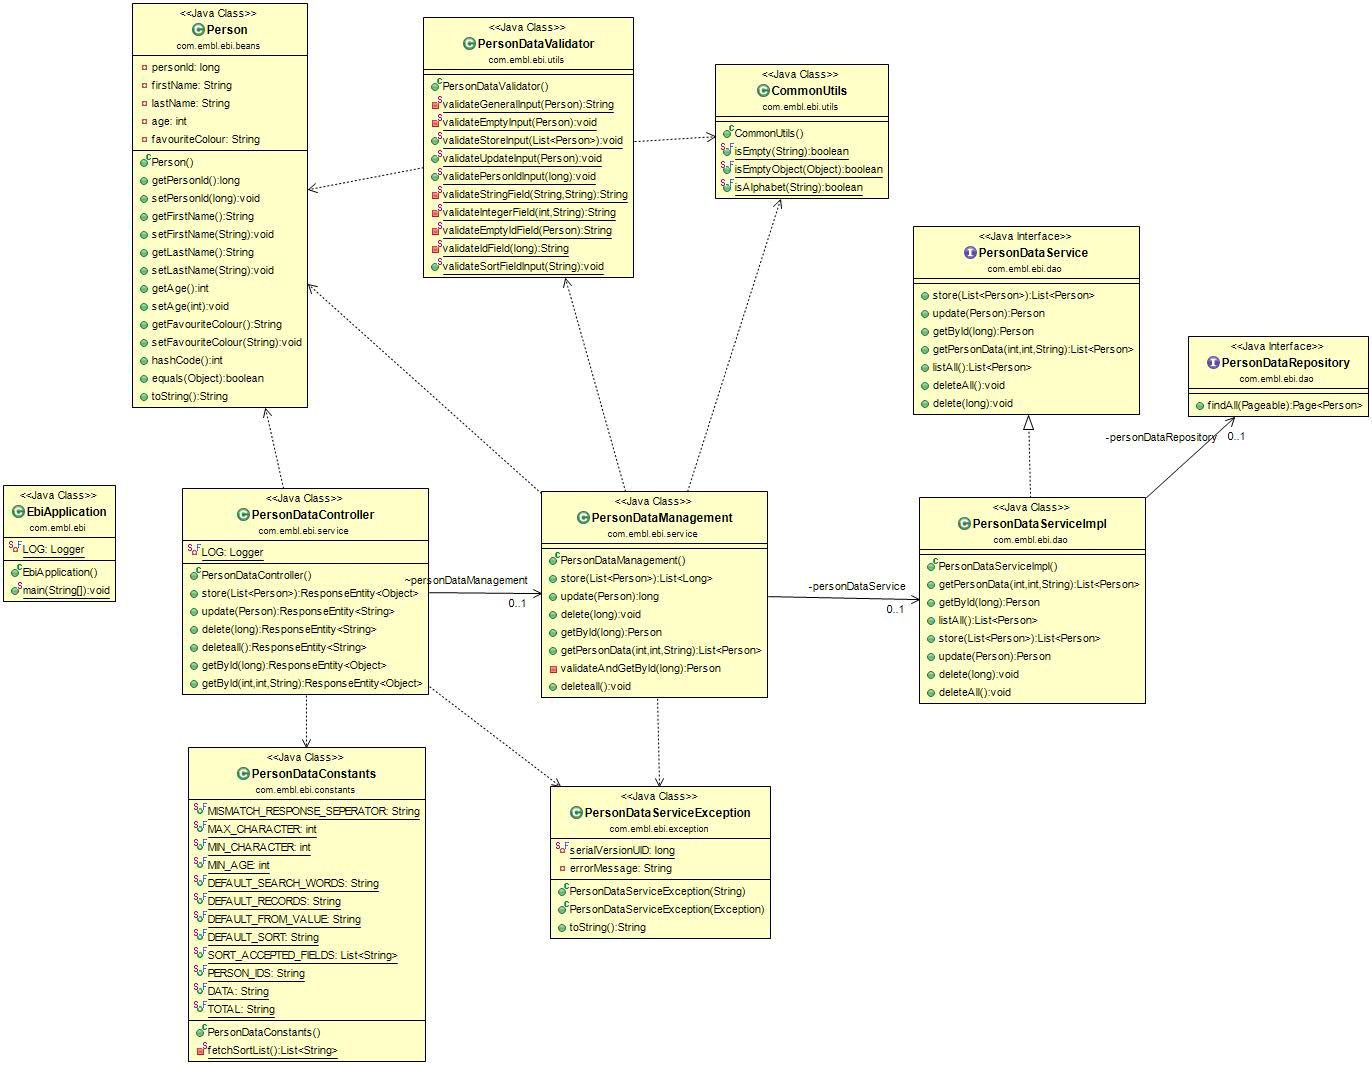 <<Java Class>>
Person
com.embl.ebi.beans
personId: long
firstName: String
lastName: String
age: int
favouriteColour: String
Person()
getPersonId():long
setPersonId(long):void
getFirstName():String
setFirstName(String):void
getLastName():String
setLastName(String):void
getAge():int
setAge(int):void
getFavouriteColour():String
setFavouriteColour(String):void
hashCode():int
equals(Object):boolean
toString():String
<<Java Class>>
PersonDataValidator
com.embl.ebi.utils
PersonDataValidator()
validateGeneralInput(Person):String
validateEmptyInput(Person):void
validateStoreInput(List<Person>):void
validateUpdateInput(Person):void
validatePersonIdInput(long):void
validateStringField(String,String):String
validateIntegerField(int,String):String
validateEmptyIdField(Person):String
validateIdField(long):String
validateSortFieldInput(String):void
<<Java Class>>
CommonUtils
com.embl.ebi.utils
CommonUtils()
isEmpty(String):boolean
isEmptyObject(Object):boolean
isAlphabet(String):boolean
<<Java Interface>>
PersonDataService
com.embl.ebi.dao
store(List<Person>):List<Person>
update(Person):Person
getById(long):Person
getPersonData(int,int,String):List<Person>
listAll():List<Person>
deleteAll():void
delete(long):void
<<Java Interface>>
PersonDataRepository
com.embl.ebi.dao
findAll(Pageable):Page<Person>
-personDataRepository
0..1
<<Java Class>>
EbiApplication
com.embl.ebi
LOG: Logger
EbiApplication()
main(String[]):void
<<Java Class>>
PersonDataController
com.embl.ebi.service
LOG: Logger
PersonDataController()
store(List<Person>):ResponseEntity<Object>
update(Person):ResponseEntity<String>
delete(long):ResponseEntity<String>
deleteall():ResponseEntity<String>
getById(long):ResponseEntity<Object>
getById(int,int,String):ResponseEntity<Object>
~personDataManagement
0..1
<<Java Class>>
PersonDataManagement
com.embl.ebi.service
PersonDataManagement()
store(List<Person>):List<Long>
update(Person):long
delete(long):void
getById(long):Person
getPersonData(int,int,String):List<Person>
validateAndGetById(long):Person
deleteall():void
-personDataService
0..1
<<Java Class>>
PersonDataServiceImpl
com.embl.ebi.dao
PersonDataServiceImpl()
getPersonData(int,int,String):List<Person>
getById(long):Person
listAll():List<Person>
store(List<Person>):List<Person>
update(Person):Person
delete(long):void
deleteAll():void
<<Java Class>>
PersonDataConstants
com.embl.ebi.constants
MISMATCH_RESPONSE_SEPERATOR: String
MAX_CHARACTER: int
MIN_CHARACTER: int
MIN_AGE: int
DEFAULT_SEARCH_WORDS: String
DEFAULT_RECORDS: String
DEFAULT_FROM_VALUE: String
DEFAULT_SORT: String
SORT_ACCEPTED_FIELDS: List<String>
PERSON_IDS: String
DATA: String
TOTAL: String
PersonDataConstants()
fetchSortList():List<String>
<<Java Class>>
PersonDataServiceException
com.embl.ebi.exception
serialVersionUID: long
errorMessage: String
PersonDataServiceException(String)
PersonDataServiceException(Exception)
toString():String